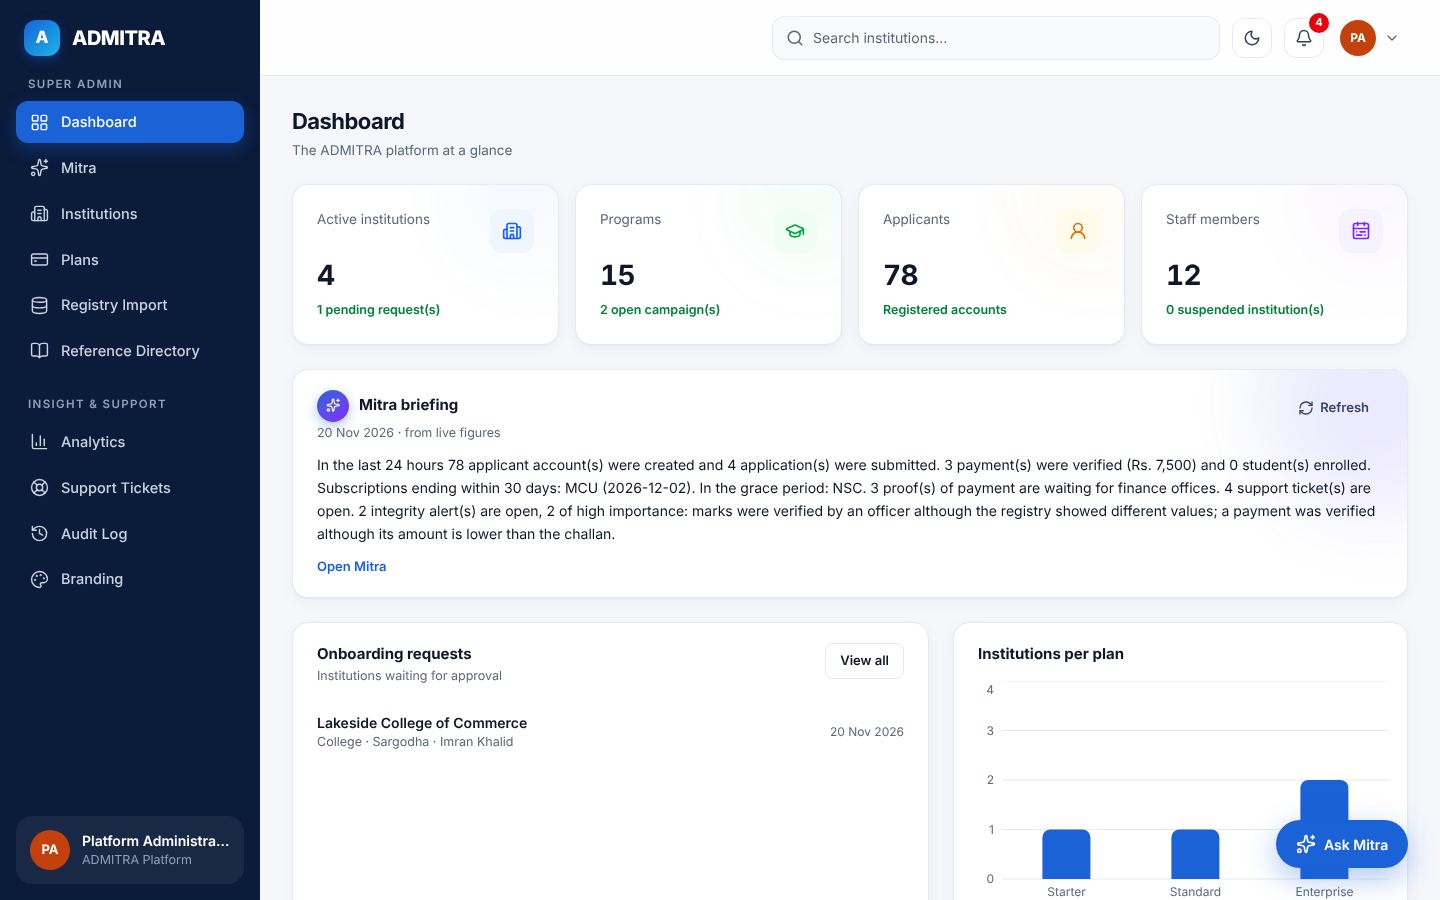 A ADMITRA
SUPER ADMIN
Dashboard
Mitra
Institutions
Plans
Registry Import
Reference Directory
INSIGHT & SUPPORT
Analytics
Support Tickets
Audit Log
Branding
PA
Platform Administra...
ADMITRA Platform
Search institutions...
4
PA
Dashboard
The ADMITRA platform at a glance
Active institutions
4
1 pending request(s)
Programs
15
2 open campaign(s)
Applicants
78
Registered accounts
Staff members
12
0 suspended institution(s)
Mitra briefing
20 Nov 2026 · from live figures
Refresh
In the last 24 hours 78 applicant account(s) were created and 4 application(s) were submitted. 3 payment(s) were verified (Rs. 7,500) and 0 student(s) enrolled.
Subscriptions ending within 30 days: MCU (2026-12-02). In the grace period: NSC. 3 proof(s) of payment are waiting for finance offices. 4 support ticket(s) are
open. 2 integrity alert(s) are open, 2 of high importance: marks were verified by an officer although the registry showed different values; a payment was verified
although its amount is lower than the challan.
Open Mitra
Onboarding requests
Institutions waiting for approval
View all
Lakeside College of Commerce
College · Sargodha · Imran Khalid
20 Nov 2026
Institutions per plan
4
3
2
1
0
Starter
Standard
Enterprise
Ask Mitra